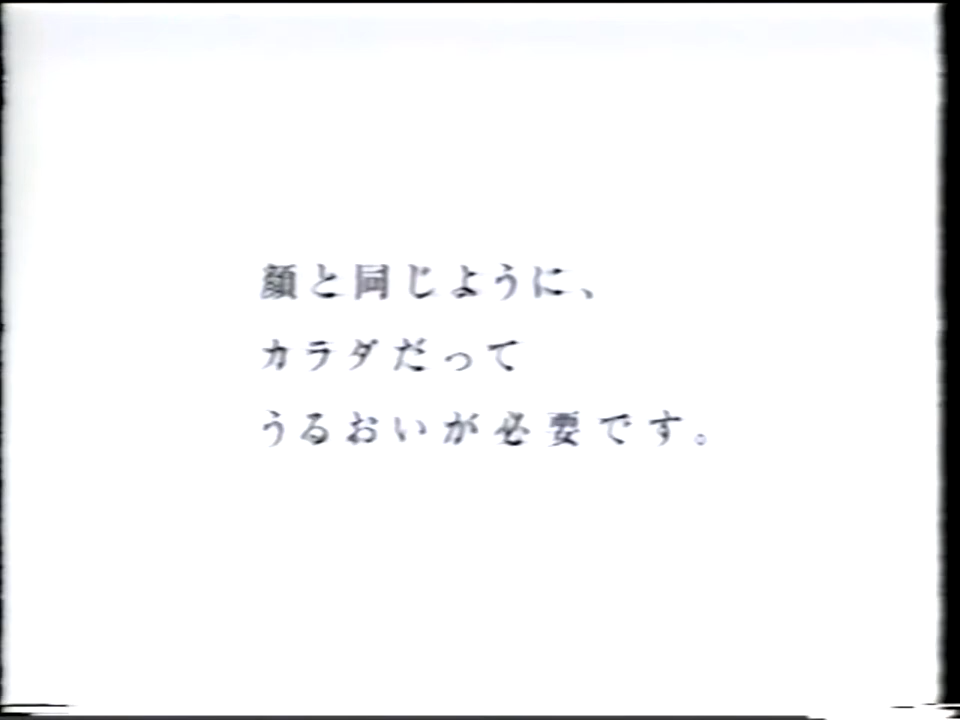 顔と同じように、
カラダだって
うるおいが必要です。